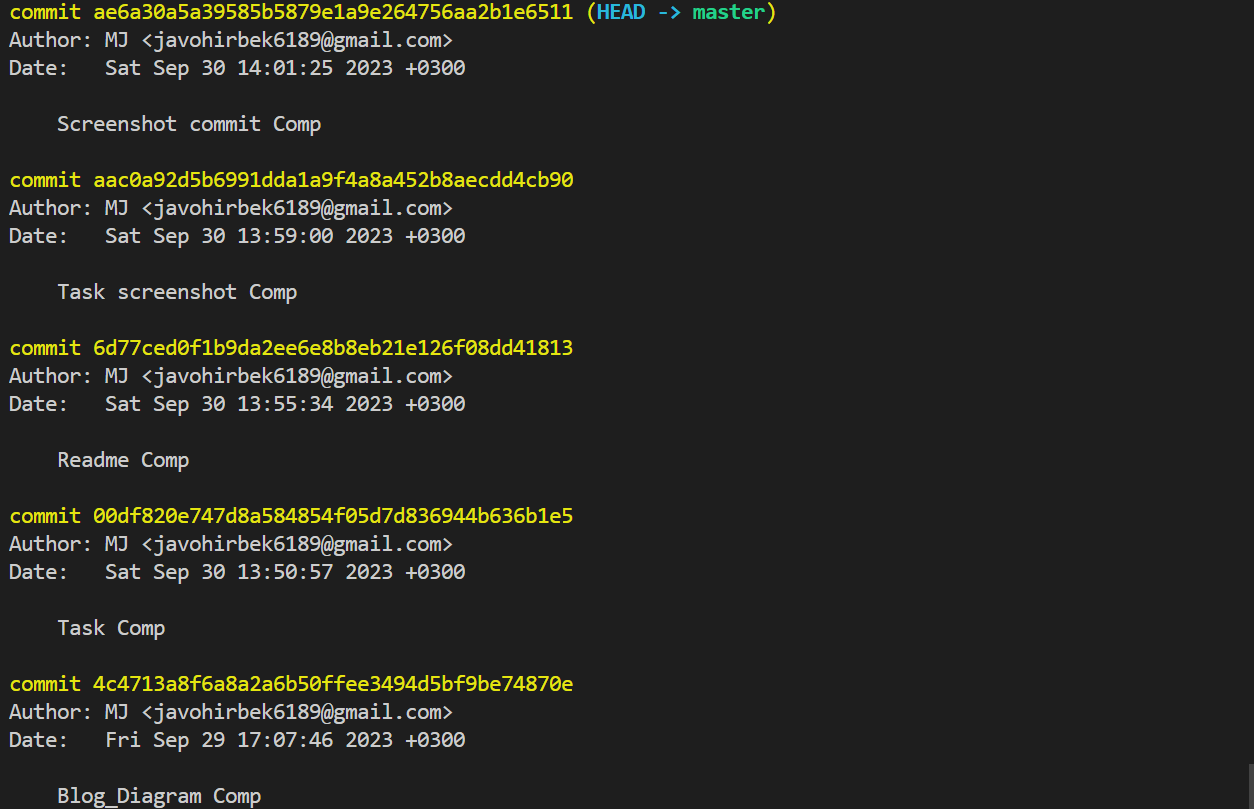 commit ae6a30a5a39585b5879e1a9e264756aa2b1e6511 (HEAD -> master)
Author: MJ <javohirbek6189@gmail.com>
Date:   Sat Sep 30 14:01:25 2023 +0300
Screenshot commit Comp
commit aac0a92d5b6991dda1a9f4a8a452b8aecdd4cb90
Author: MJ <javohirbek6189@gmail.com>
Date:   Sat Sep 30 13:59:00 2023 +0300
Task screenshot Comp
commit 6d77ced0f1b9da2ee6e8b8eb21e126f08dd41813
Author: MJ <javohirbek6189@gmail.com>
Date:   Sat Sep 30 13:55:34 2023 +0300
Readme Comp
commit 00df820e747d8a584854f05d7d836944b636b1e5
Author: MJ <javohirbek6189@gmail.com>
Date:   Sat Sep 30 13:50:57 2023 +0300
Task Comp
commit 4c4713a8f6a8a2a6b50ffee3494d5bf9be74870e
Author: MJ <javohirbek6189@gmail.com>
Date:   Fri Sep 29 17:07:46 2023 +0300
Blog_Diagram Comp